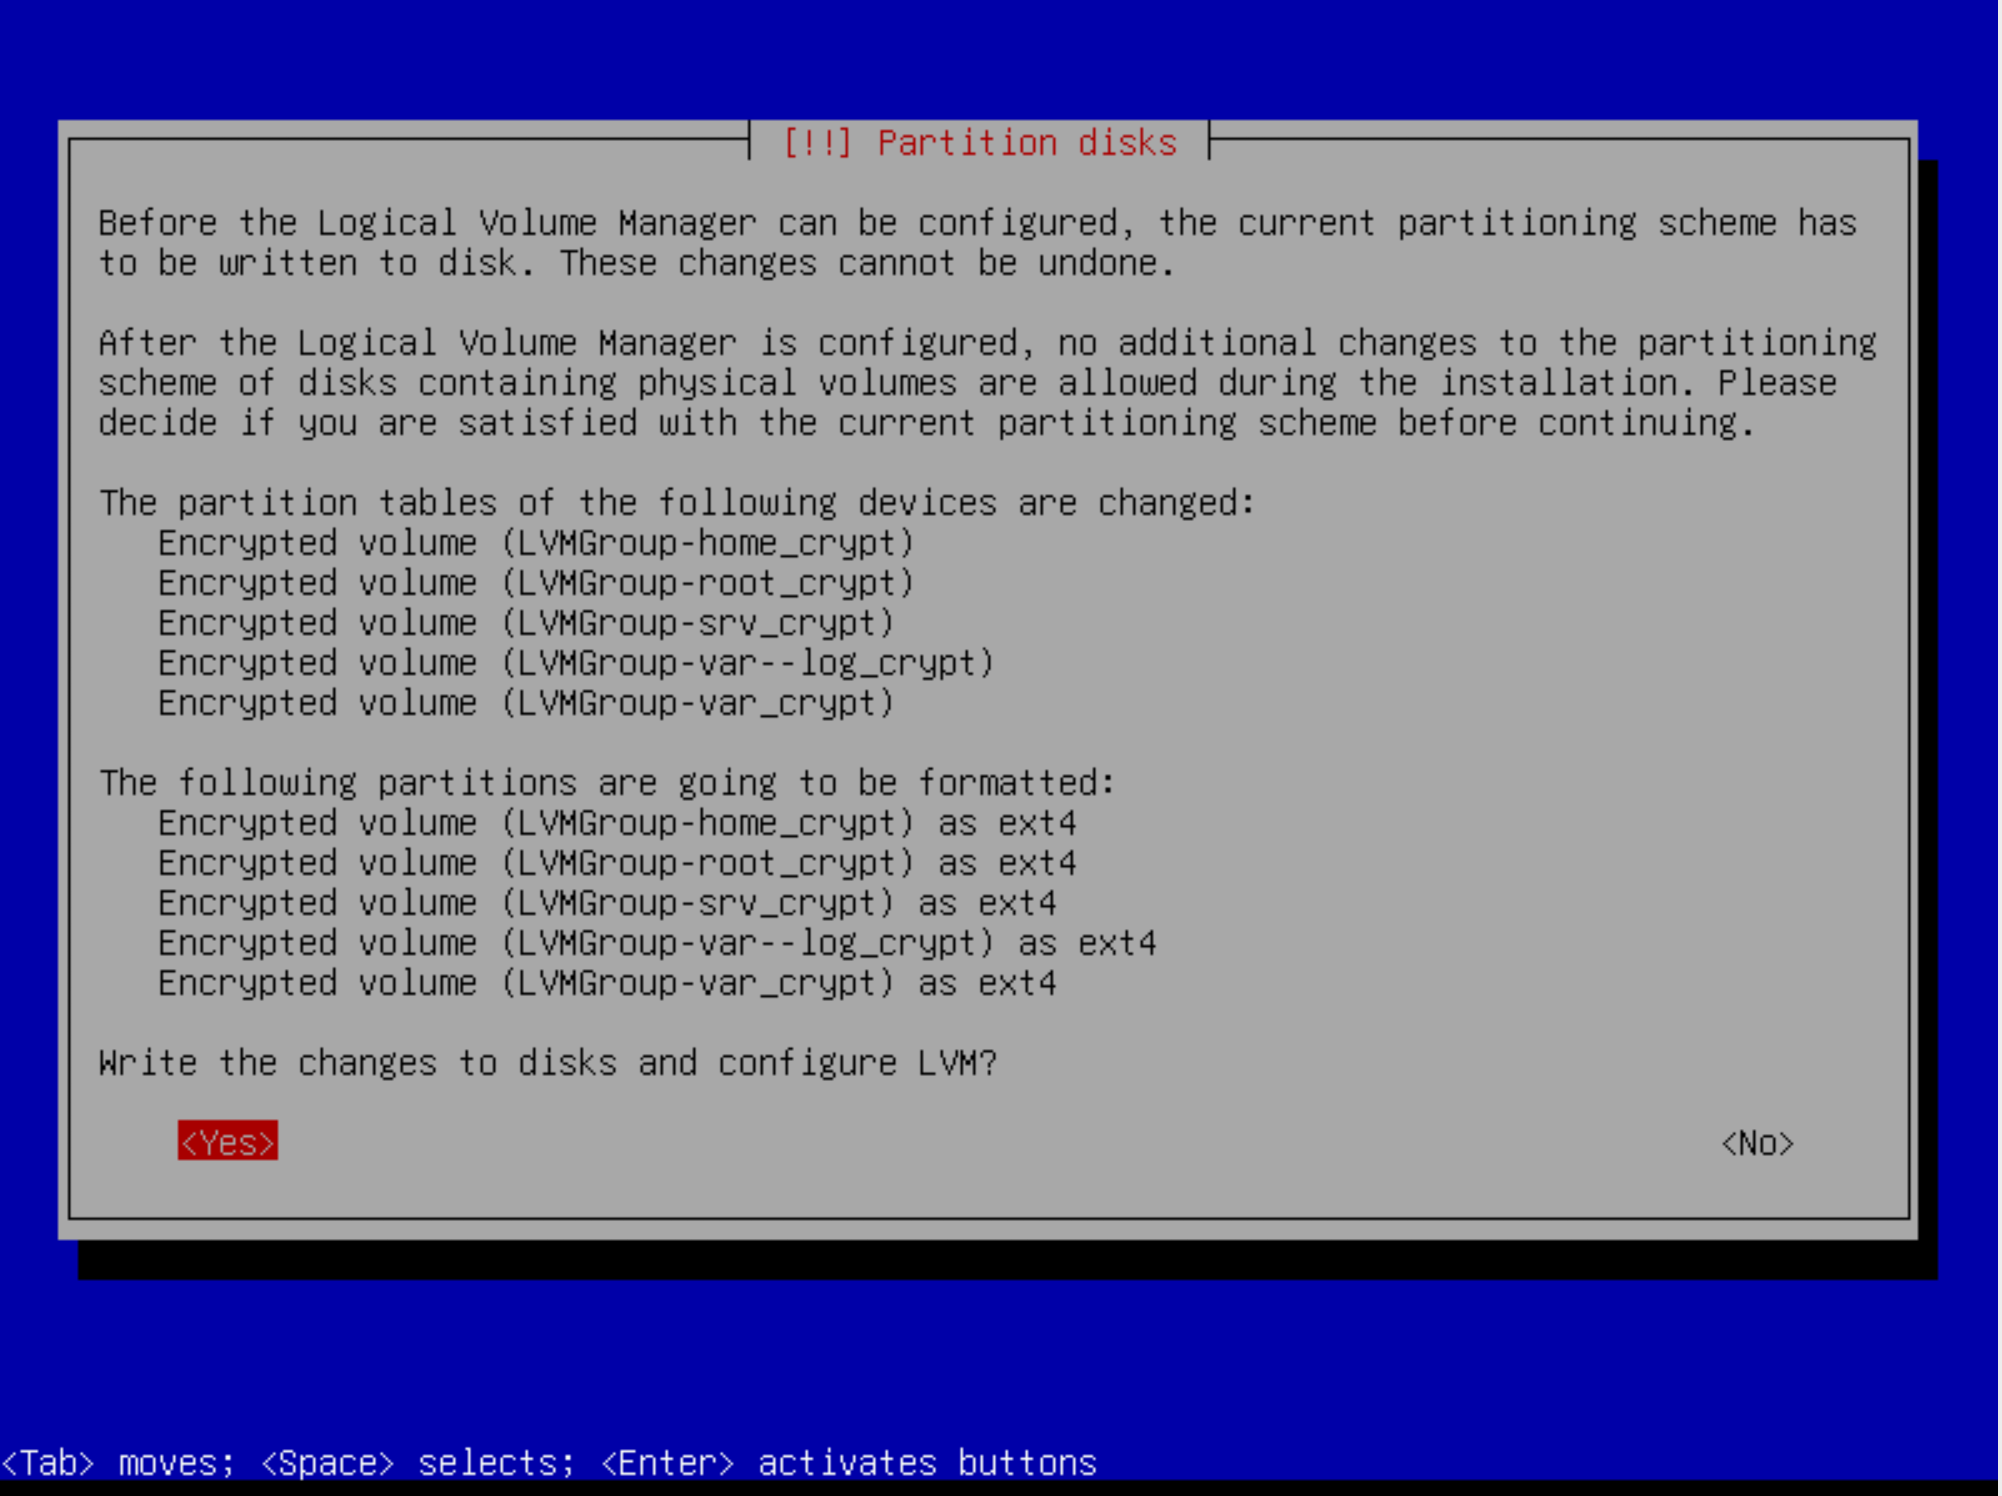 [!!] Partition disks
Before the Logical Volume Manager can be configured, the current partitioning scheme has
to be written to disk. These changes cannot be undone.
After the Logical Volume Manager is configured, no additional changes to the partitioning
scheme of disks containing physical volumes are allowed during the installation. Please
decide if you are satisfied with the current partitioning scheme before continuing.
The partition tables of the following devices are changed:
Encrypted volume (LVMGroup-home_crypt)
Encrypted volume (LVMGroup-root_crypt)
Encrypted volume (LVMGroup-srv_crypt)
Encrypted volume (LVMGroup-var--log_crypt)
Encrypted volume (LVMGroup-var_crypt)
The following partitions are going to be formatted:
Encrypted volume (LVMGroup-home_crypt) as ext4
Encrypted volume (LVMGroup-root_crypt) as ext4
Encrypted volume (LVMGroup-srv_crypt) as ext4
Encrypted volume (LVMGroup-var--log_crypt) as ext4
Encrypted volume (LVMGroup-var_crypt) as ext4
Write the changes to disks and configure LVM?
<Yes> <No>
<Tab> moves; <Space> selects; <Enter> activates buttons